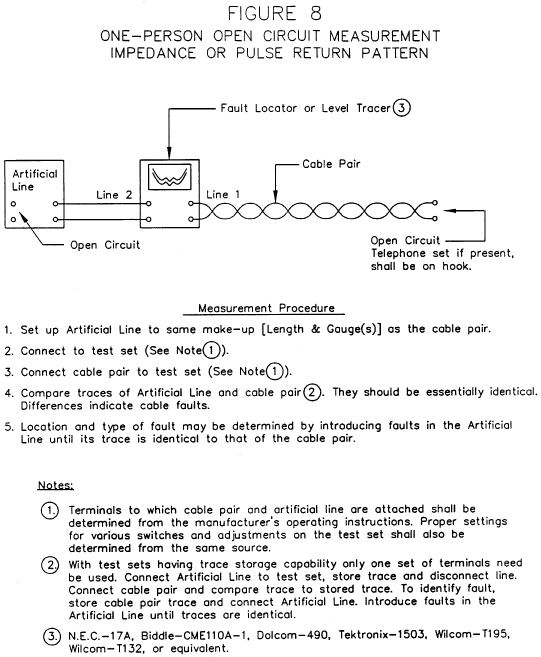 FIGURE 8
ONE-PERSON OPEN CIRCUIT MEASUREMENT
IMPEDANCE OR PULSE RETURN PATTERN
Fault Locator or Level Tracer 3
Cable Pair
Artificial
Line
Line 2
Line 1
Open Circuit
Open Circuit
Telephone set if present,
shall be on hook.
Measurement Procedure
1. Set up Artificial Line to same make-up [Length & Gauge(s)] as the cable pair.
2. Connect to test set (See Note 1).
3. Connect cable pair to test set (See Note 1).
4. Compare traces of Artificial Line and cable pair 2. They should be essentially identical.
Differences indicate cable faults.
5. Location and type of fault may be determined by introducing faults in the Artificial
Line until its trace is identical to that of the cable pair.
Notes:
1. Terminals to which cable pair and artificial line are attached shall be
determined from the manufacturer's operating instructions. Proper settings
for various switches and adjustments on the test set shall also be
determined from the same source.
2. With test sets having trace storage capability only one set of terminals need
be used. Connect Artificial Line to test set, store trace and disconnect line.
Connect cable pair and compare trace to stored trace. To identify fault,
store cable pair trace and connect Artificial Line. Introduce faults in the
Artificial Line until traces are identical.
3. N.E.C.-17A, Biddle-CME110A-1, Dalcom-490, Tektronix-1503, Wilcom-T195,
Wilcom-T132, or equivalent.